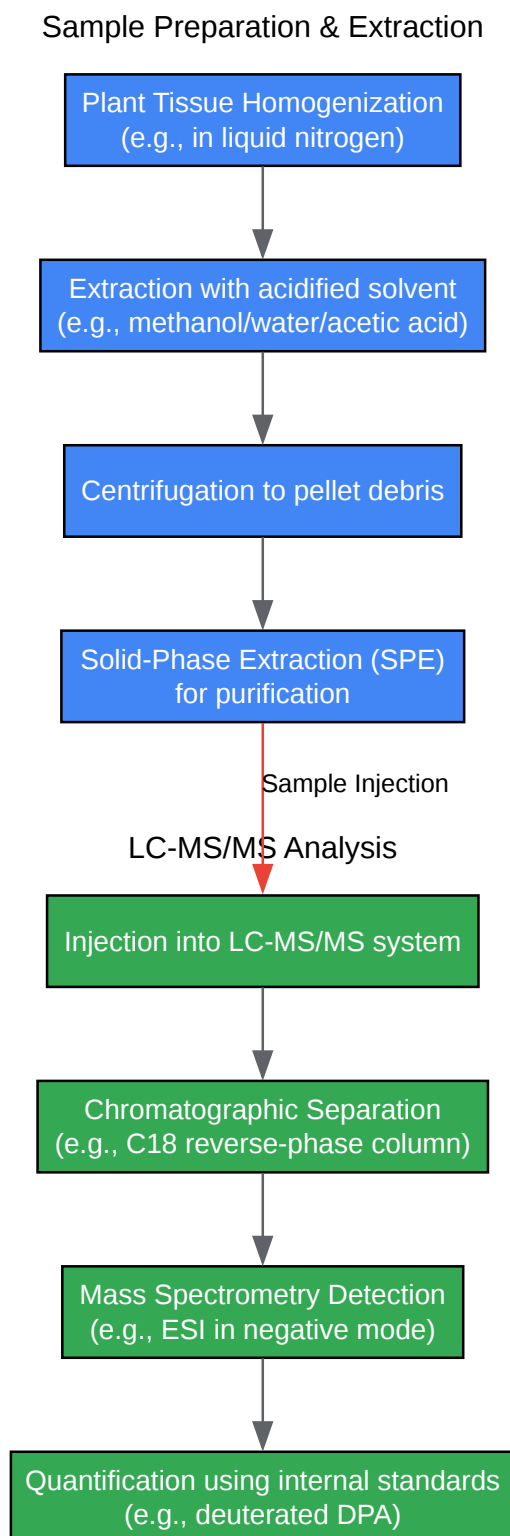 Sample Preparation & Extraction
Plant Tissue Homogenization
(e.g., in liquid nitrogen)
Extraction with acidified solvent
(e.g., methanol/water/acetic acid)
Centrifugation to pellet debris
Solid-Phase Extraction (SPE)
for purification
Sample Injection
LC-MS/MS Analysis
Injection into LC-MS/MS system
Chromatographic Separation
(e.g., C18 reverse-phase column)
Mass Spectrometry Detection
(e.g., ESI in negative mode)
Quantification using internal standards
(e.g., deuterated DPA)